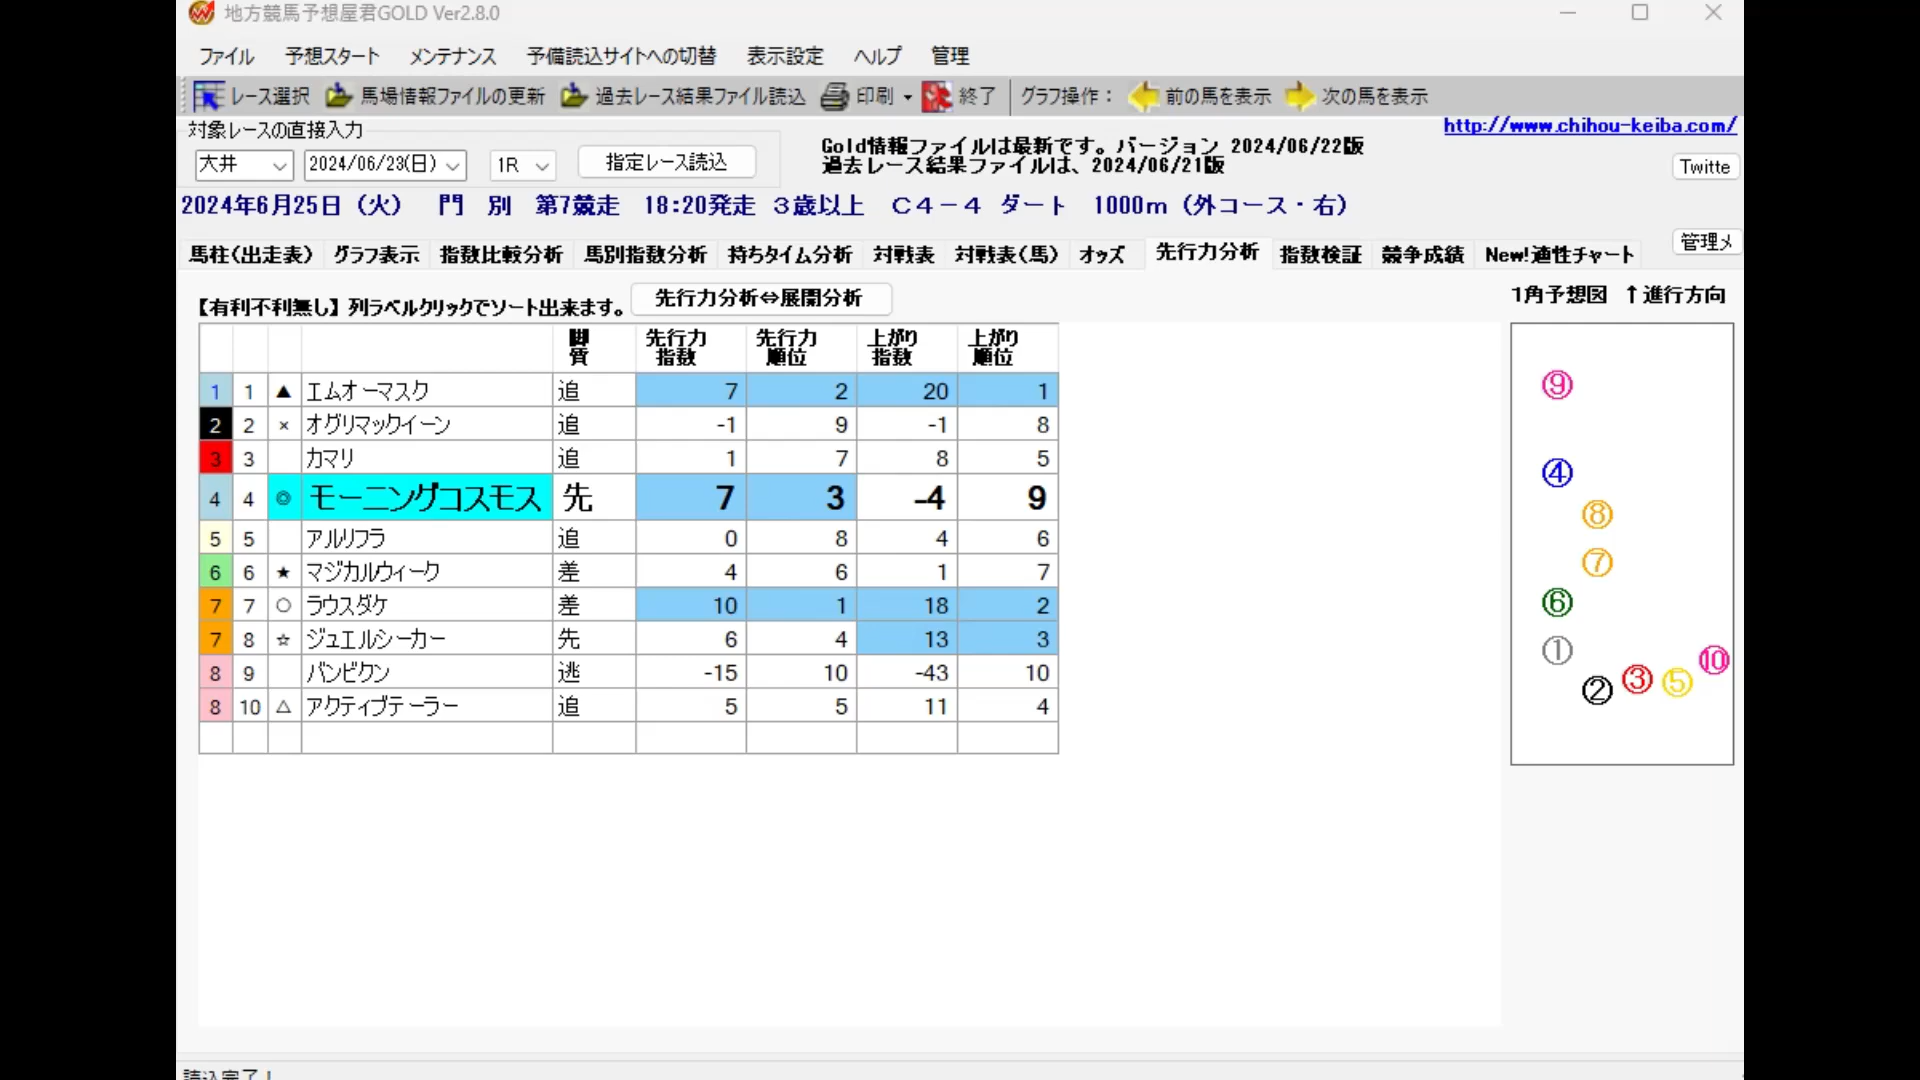 地方競馬予想屋君GOLD Ver2.8.0
ファイル 予想スタート メンテナンス 予備読込サイトへの切替 表示設定 ヘルプ 管理
レース選択 馬場情報ファイルの更新 過去レース結果ファイル読込 印刷 終了 グラフ操作： 前の馬を表示 次の馬を表示
対象レースの直接入力
http://www.chihou-keiba.com/
大井 2024/06/23(日) 1R 指定レース読込
Gold情報ファイルは最新です。バージョン 2024/06/22版
過去レース結果ファイルは、2024/06/21版
Twitte
2024年6月25日（火） 門 別 第7競走 18:20発走 ３歳以上 Ｃ４－４ ダート 1000m（外コース・右）
管理メ
馬柱(出走表) グラフ表示 指数比較分析 馬別指数分析 持ちタイム分析 対戦表 対戦表(馬) オッズ 先行力分析 指数検証 競争成績 New!適性チャート
【有利不利無し】列ラベルクリックでソート出来ます。 先行力分析⇔展開分析
1角予想図 ↑進行方向
脚質 先行力指数 先行力順位 上がり指数 上がり順位
1 1 ▲ エムオーマスク 追 7 2 20 1
2 2 × オグリマックイーン 追 -1 9 -1 8
3 3 カマリ 追 1 7 8 5
4 4 ◎ モーニングコスモス 先 7 3 -4 9
5 5 アルリフラ 追 0 8 4 6
6 6 ★ マジカルウィーク 差 4 6 1 7
7 7 ○ ラウスダケ 差 10 1 18 2
7 8 ☆ ジュエルシーカー 先 6 4 13 3
8 9 バンビクン 逃 -15 10 -43 10
8 10 △ アクティブテーラー 追 5 5 11 4
⑨
④
⑧
⑦
⑥
①
② ③ ⑤ ⑩
読込完了！